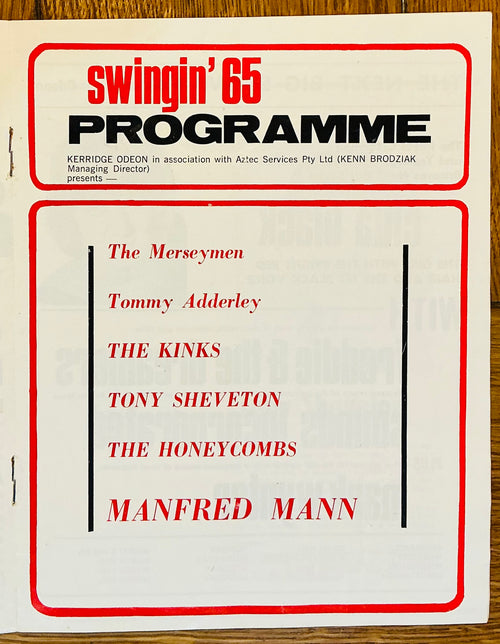 swingin' 65
PROGRAMME
KERRIDGE ODEON in association with Aztec Services Pty Ltd (KENN BRODZIAK
Managing Director)
presents —
The Merseymen
Tommy Adderley
THE KINKS
TONY SHEVETON
THE HONEYCOMBS
MANFRED MANN